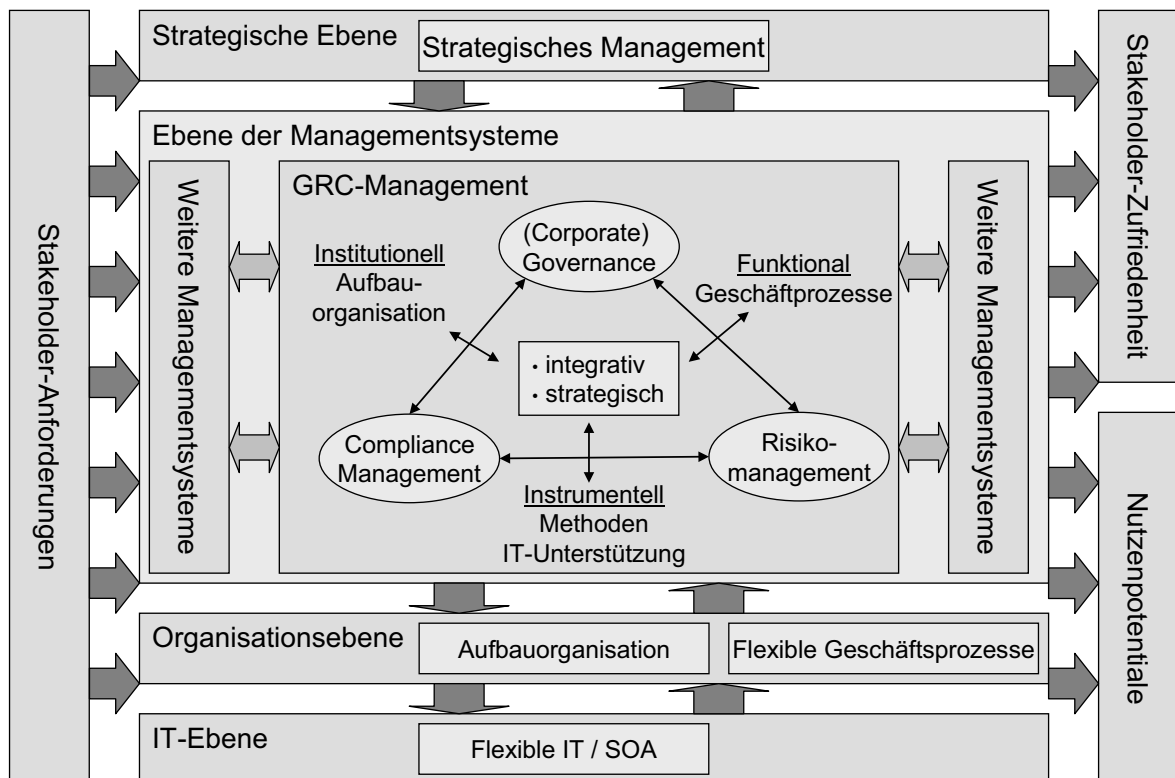 Stakeholder-Anforderungen
Strategische Ebene
Strategisches Management
Ebene der Managementsysteme
Weitere Managementsysteme
GRC-Management
(Corporate)
Governance
Institutionell
Aufbau-
organisation
Funktional
Geschäftprozesse
• integrativ
• strategisch
Compliance
Management
Risiko-
management
Instrumentell
Methoden
IT-Unterstützung
Weitere Managementsysteme
Organisationsebene
Aufbauorganisation
Flexible Geschäftsprozesse
IT-Ebene
Flexible IT / SOA
Stakeholder-Zufriedenheit
Nutzenpotentiale